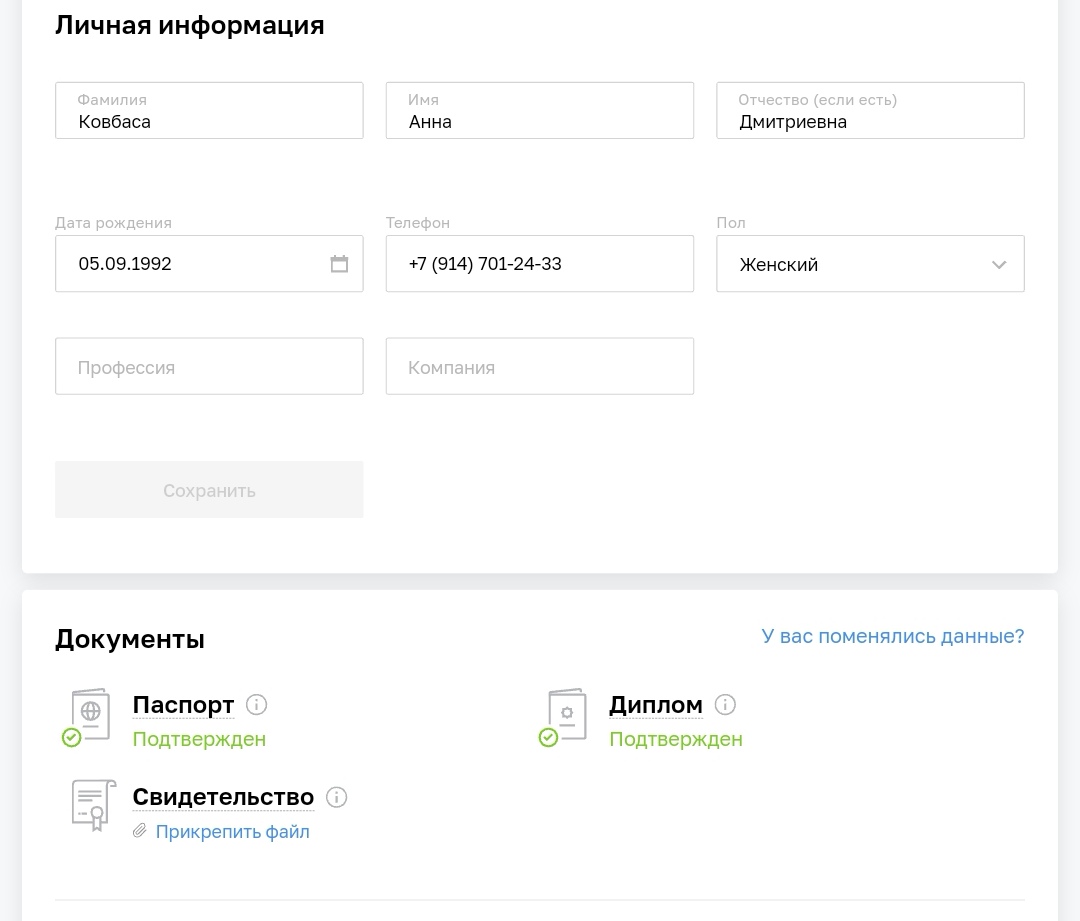 Личная информация
Фамилия Имя Отчество (если есть)
Ковбаса Анна Дмитриевна
Дата рождения Телефон Пол
05.09.1992 +7 (914) 701-24-33 Женский
Профессия Компания
Сохранить
Документы У вас поменялись данные?
Паспорт Диплом
Подтвержден Подтвержден
Свидетельство
Прикрепить файл